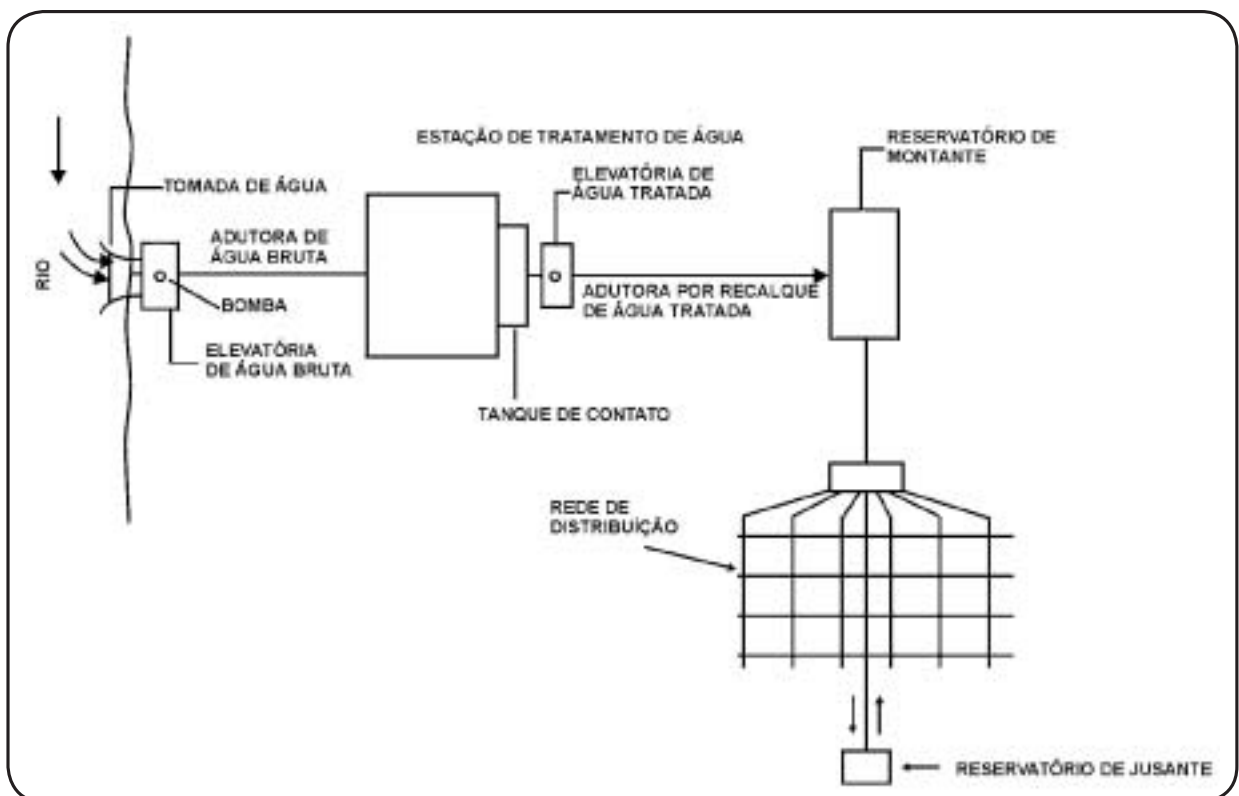 ESTAÇÃO DE TRATAMENTO DE ÁGUA
RESERVATÓRIO DE
MONTANTE
TOMADA DE ÁGUA
ELEVATÓRIA DE
ÁGUA TRATADA
RIO
ADUTORA DE
ÁGUA BRUTA
BOMBA
ADUTORA POR RECALQUE
DE ÁGUA TRATADA
ELEVATÓRIA
DE ÁGUA BRUTA
TANQUE DE CONTATO
REDE DE
DISTRIBUÍÇÃO
RESERVATÓRIO DE JUSANTE